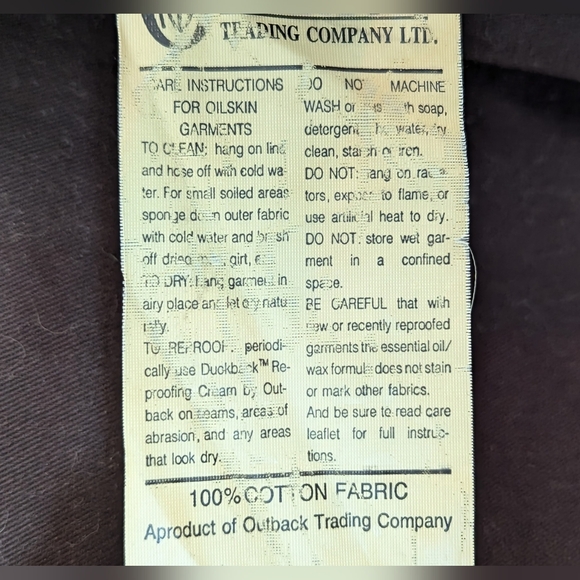 TRADING COMPANY LTD.
CARE INSTRUCTIONS
FOR OILSKIN
GARMENTS
TO CLEAN: hang on line
and hose off with cold wa-
ter. For small soiled areas
sponge down outer fabric
with cold water and brush
off dried girt,
TO DRY: hang garment in
airy place and let dry natu
rally.
TO REPROOF: periodi-
cally use Duckback™ Re-
proofing Cream by Out-
back on seams, areas of
abrasion, and any areas
that look dry.
DO NOT MACHINE
WASH or soap,
detergent, water, dry
clean, starch or iron.
DO NOT: hang on radia
tors, expose to flame, or
use artificial heat to dry.
DO NOT: store wet gar-
ment in a confined
space.
BE CAREFUL that with
new or recently reproofed
garments the essential oil/
wax formula does not stain
or mark other fabrics.
And be sure to read care
leaflet for full instruc-
tions.
100% COTTON FABRIC
Aproduct of Outback Trading Company